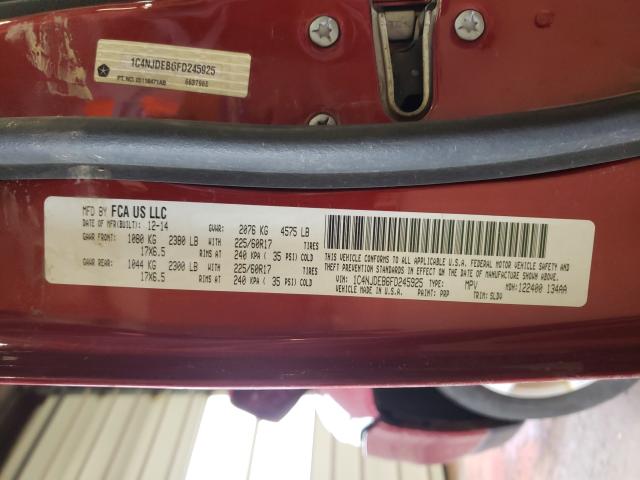 1C4NJDEB6FD245925
MFD BY FCA US LLC
DATE OF MFR(BUILT): 12-14 GVWR: 2076 KG 4575 LB
GAWR FRONT: 1080 KG 2380 LB WITH 225/60R17 TIRES
17X6.5 RIMS AT 240 KPA ( 35 PSI) COLD
GAWR REAR: 1044 KG 2300 LB WITH 225/60R17 TIRES
17X6.5 RIMS AT 240 KPA ( 35 PSI) COLD
THIS VEHICLE CONFORMS TO ALL APPLICABLE U.S.A. FEDERAL MOTOR VEHICLE SAFETY AND
THEFT PREVENTION STANDARDS IN EFFECT ON THE DATE OF MANUFACTURE SHOWN ABOVE.
VIN: 1C4NJDEB6FD245925 TYPE: MPV MDH: 122400 134AA
VEHICLE MADE IN U.S.A. PAINT: PRP TRIM: SLDV